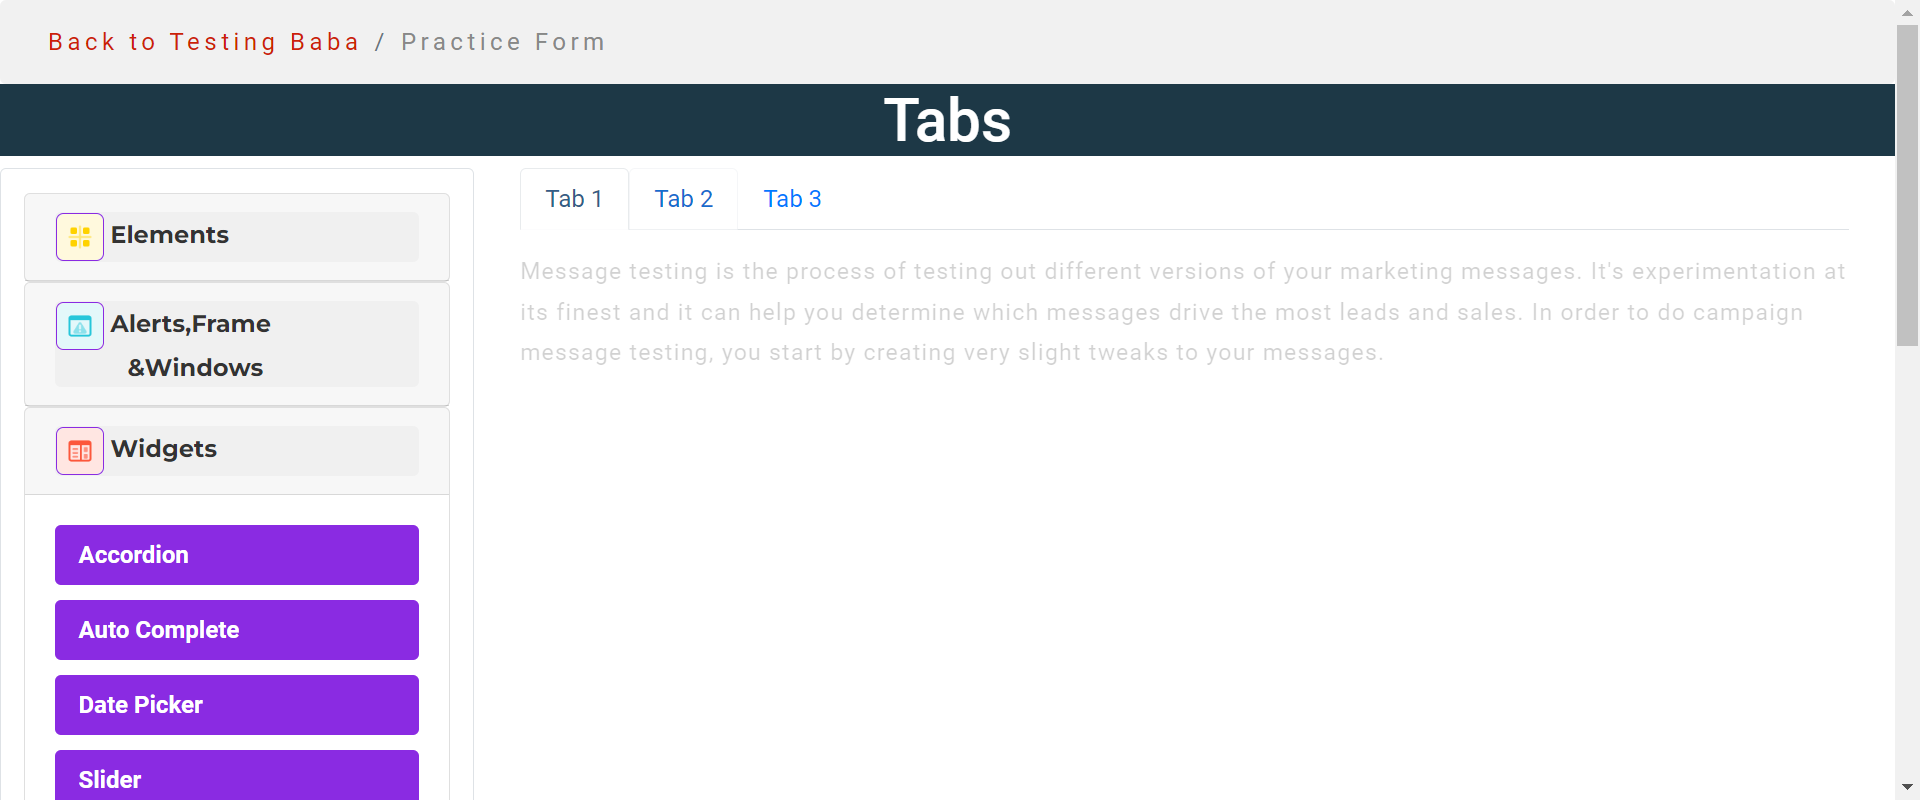 Back to Testing Baba / Practice Form
Tabs
Elements
Alerts,Frame
&Windows
Widgets
Accordion
Auto Complete
Date Picker
Slider
Tab 1
Tab 2
Tab 3
Message testing is the process of testing out different versions of your marketing messages. It's experimentation at
its finest and it can help you determine which messages drive the most leads and sales. In order to do campaign
message testing, you start by creating very slight tweaks to your messages.